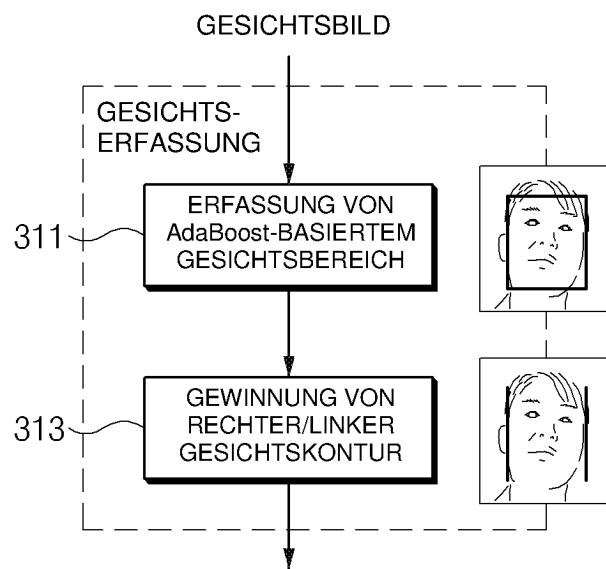 GESICHTSBILD
GESICHTS-
ERFASSUNG
311
ERFASSUNG VON
AdaBoost-BASIERTEM
GESICHTSBEREICH
313
GEWINNUNG VON
RECHTER/LINKER
GESICHTSKONTUR